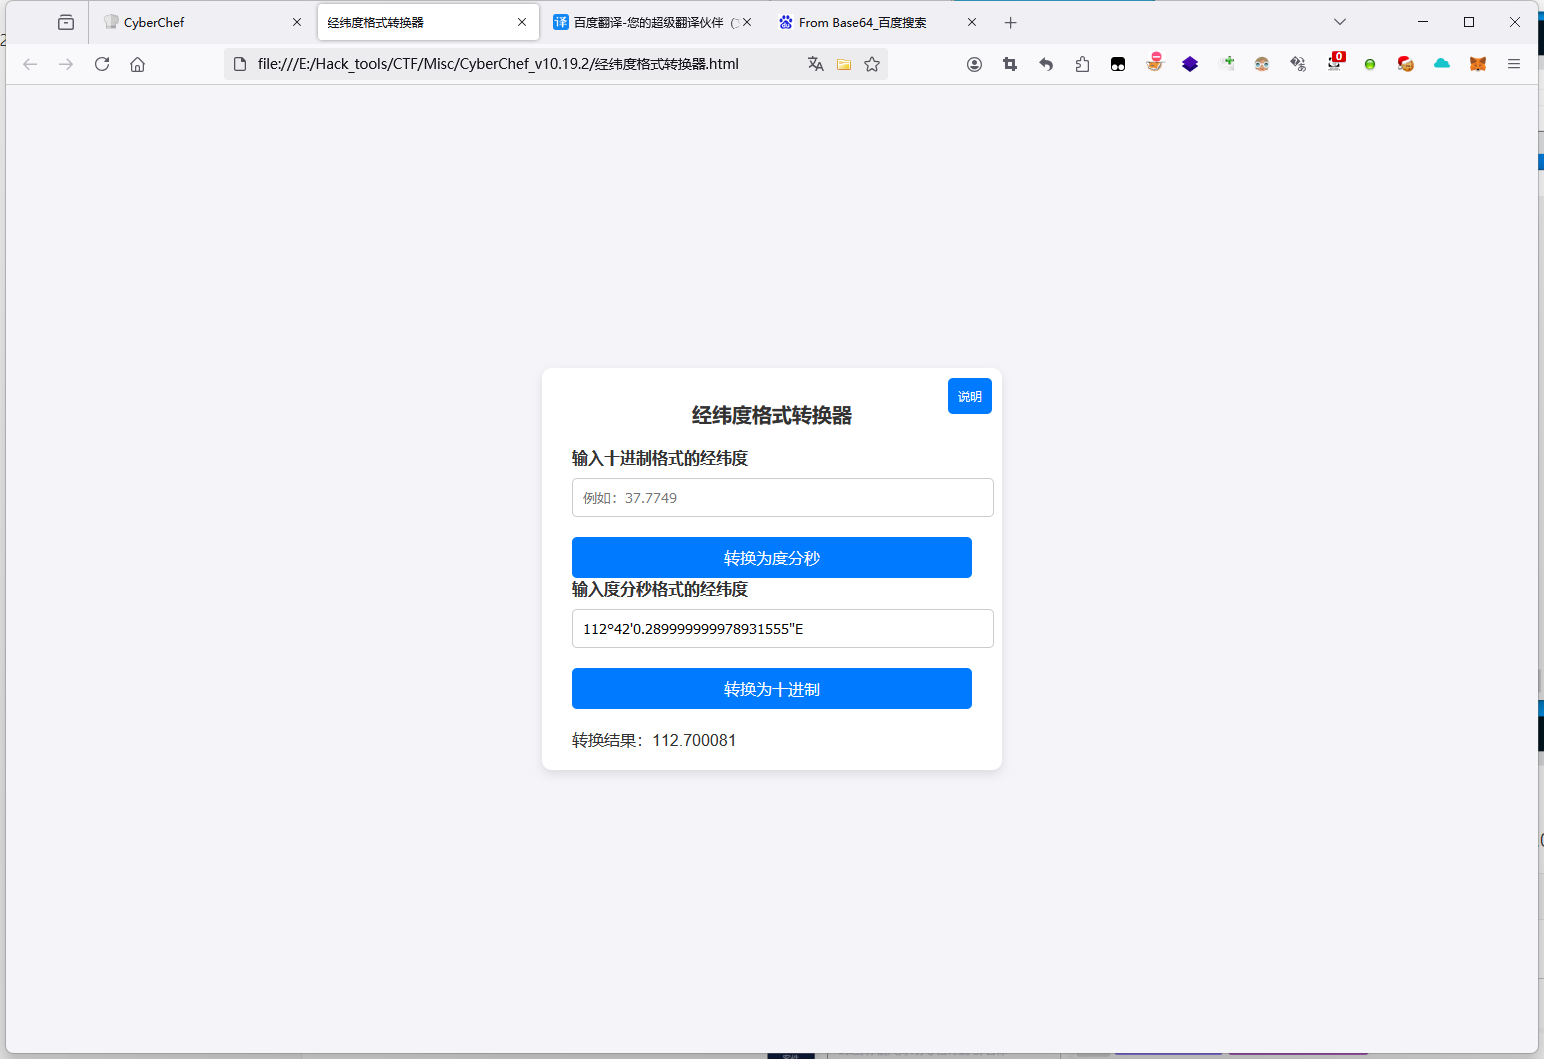 CyberChef
经纬度格式转换器
百度翻译-您的超级翻译伙伴
From Base64_百度搜索
file:///E:/Hack_tools/CTF/Misc/CyberChef_v10.19.2/经纬度格式转换器.html
0
说明
经纬度格式转换器
输入十进制格式的经纬度
例如：37.7749
转换为度分秒
输入度分秒格式的经纬度
112°42'0.289999999978931555"E
转换为十进制
转换结果：112.700081